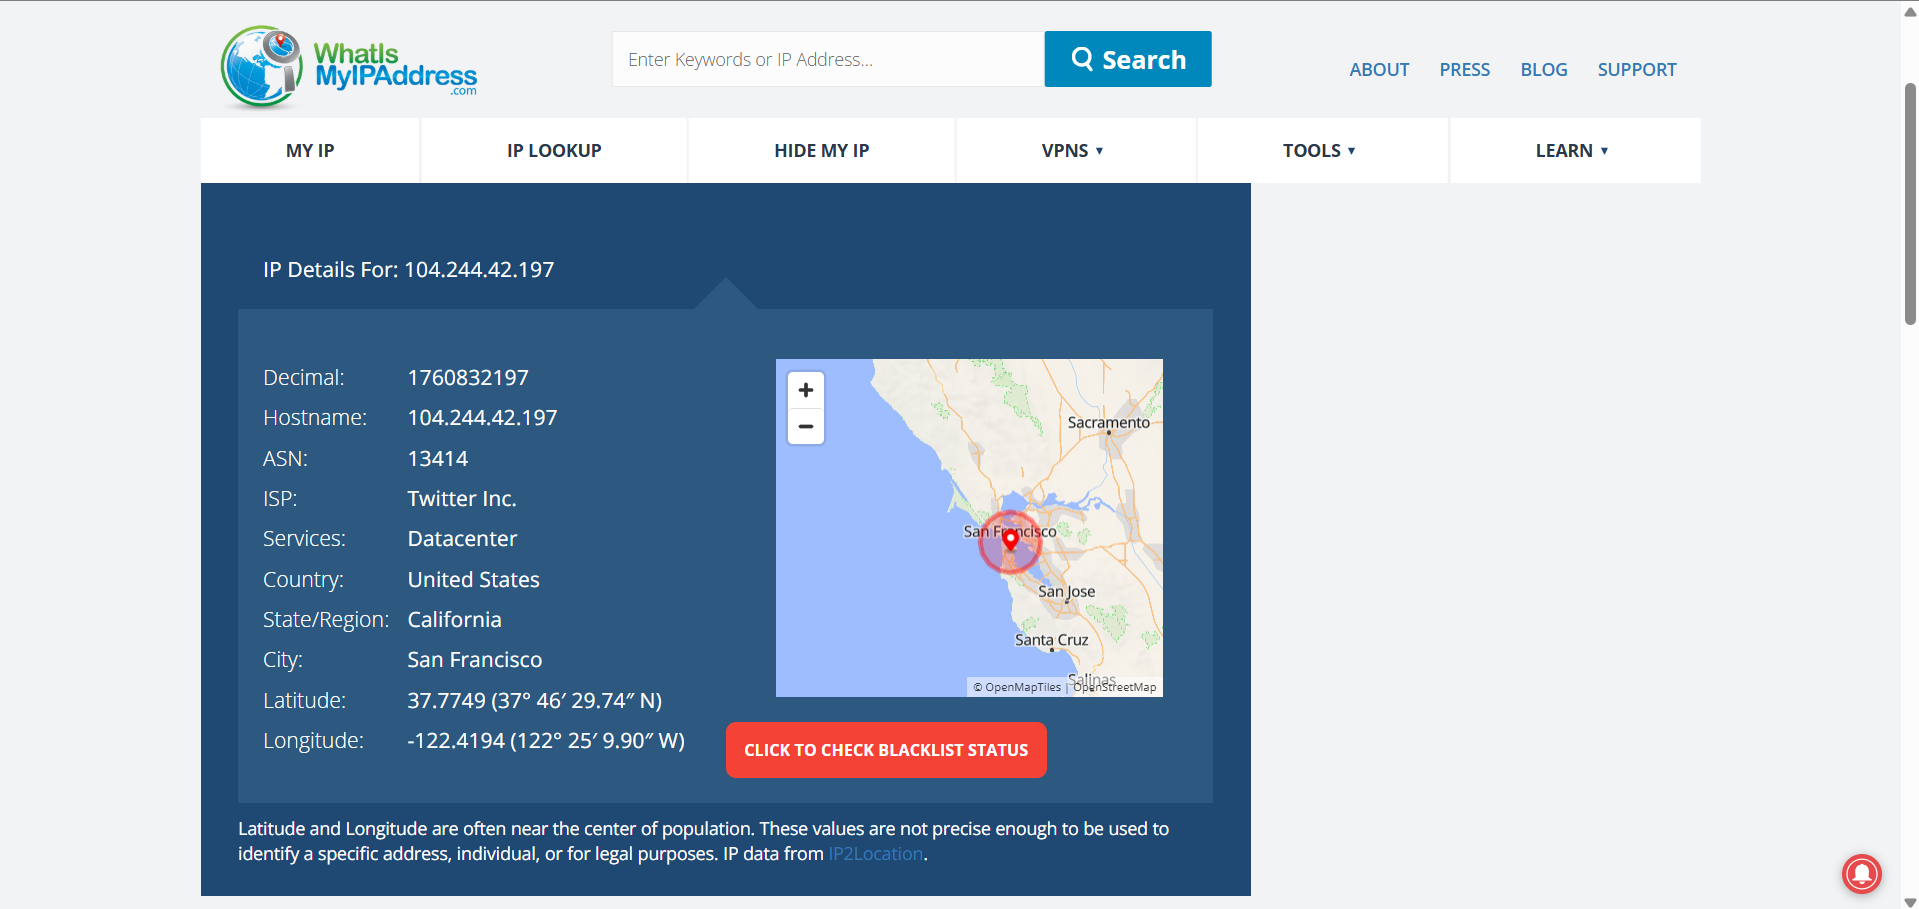 WhatIs
MyIPAddress
.com
Enter Keywords or IP Address...
Search
ABOUT PRESS BLOG SUPPORT
MY IP IP LOOKUP HIDE MY IP VPNS ▾ TOOLS ▾ LEARN ▾
IP Details For: 104.244.42.197
Decimal: 1760832197
Hostname: 104.244.42.197
ASN: 13414
ISP: Twitter Inc.
Services: Datacenter
Country: United States
State/Region: California
City: San Francisco
Latitude: 37.7749 (37° 46′ 29.74″ N)
Longitude: -122.4194 (122° 25′ 9.90″ W)
+
−
Sacramento
San Francisco
San Jose
Santa Cruz
Salinas
© OpenMapTiles | OpenStreetMap
CLICK TO CHECK BLACKLIST STATUS
Latitude and Longitude are often near the center of population. These values are not precise enough to be used to
identify a specific address, individual, or for legal purposes. IP data from IP2Location.